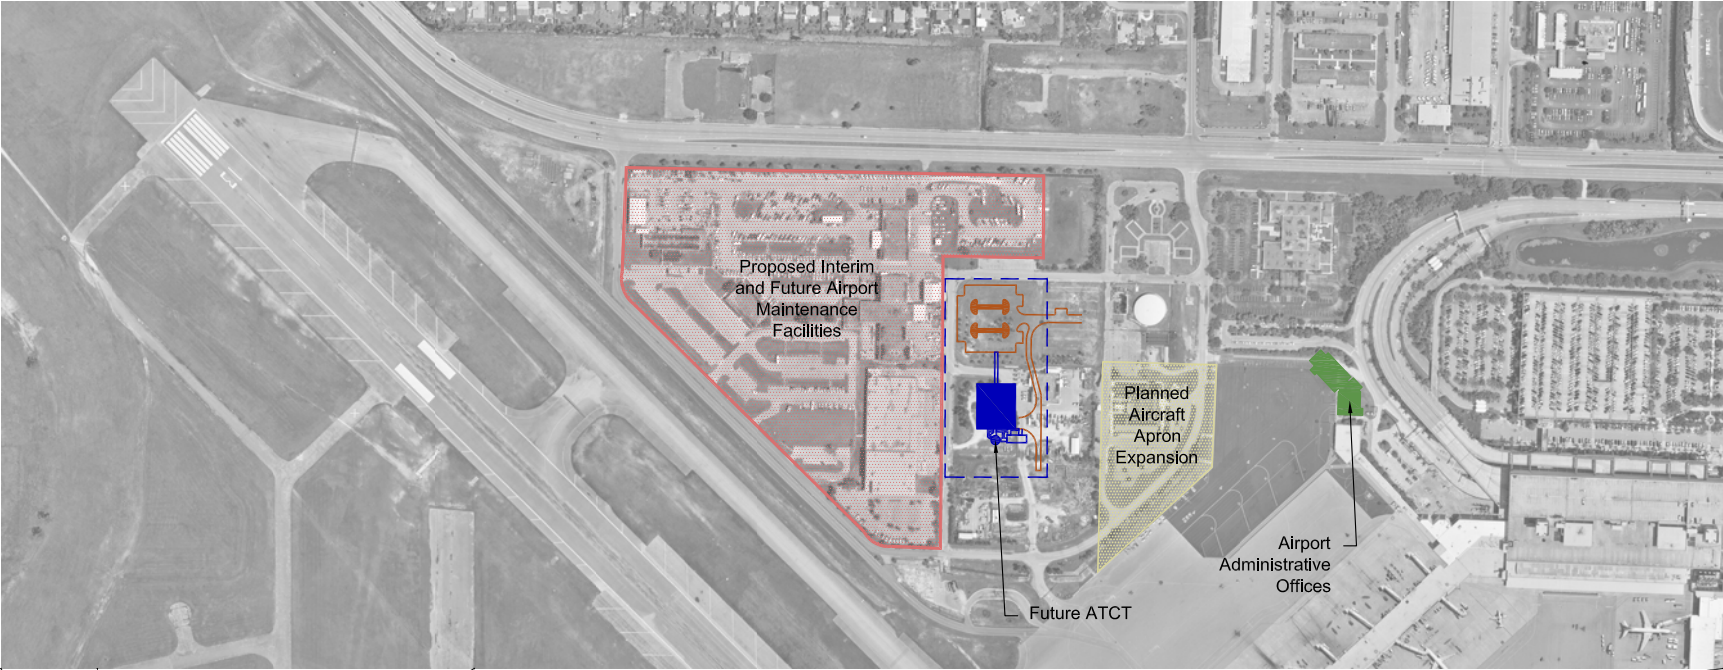 Proposed Interim
and Future Airport
Maintenance
Facilities
Planned
Aircraft
Apron
Expansion
Airport
Administrative
Offices
Future ATCT